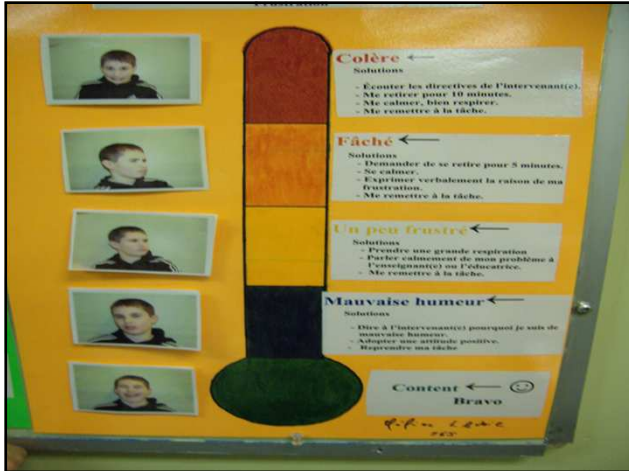 Frustration
Colère ←
Solutions
- Écouter les directives de l'intervenant(e).
- Me retirer pour 10 minutes.
- Me calmer, bien respirer.
- Me remettre à la tâche.
Fâché ←
Solutions
- Demander de se retire pour 5 minutes.
- Se calmer.
- Exprimer verbalement la raison de ma
frustration.
- Me remettre à la tâche.
Un peu frustré ←
Solutions
- Prendre une grande respiration
- Parler calmement de mon problème à
l'enseignant(e) ou l'éducatrice.
- Me remettre à la tâche.
Mauvaise humeur ←
Solutions
- Dire à l'intervenant(e) pourquoi je suis de
mauvaise humeur.
- Adopter une attitude positive.
- Reprendre ma tâche
Content ← ☺
Bravo